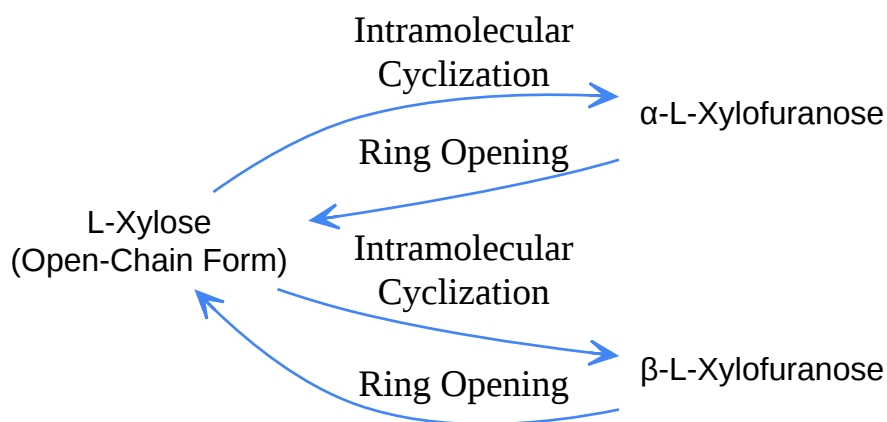 Intramolecular
Cyclization
α-L-Xylofuranose
Ring Opening
L-Xylose
(Open-Chain Form)
Intramolecular
Cyclization
Ring Opening
β-L-Xylofuranose